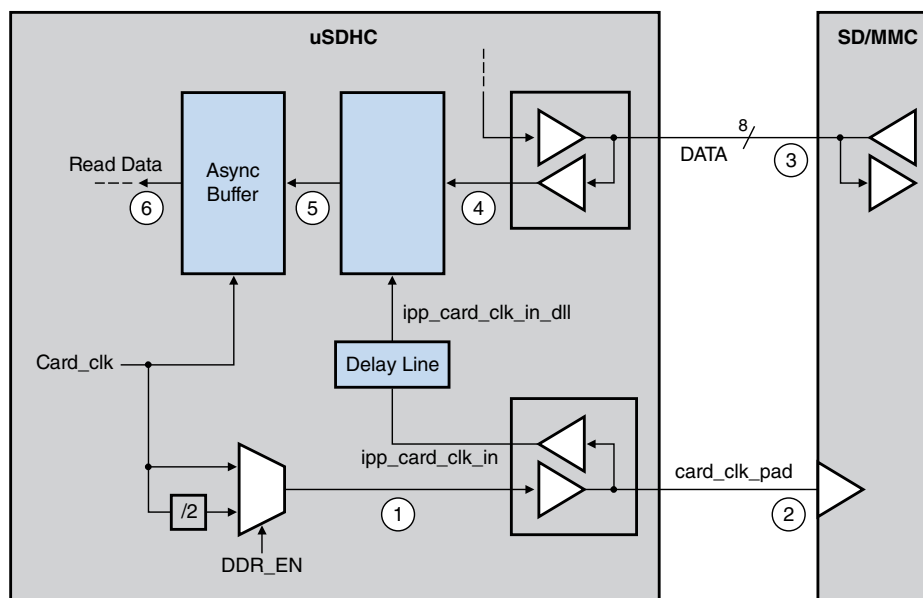 uSDHC
SD/MMC
8
DATA
3
Read Data
Async
Buffer
6
5
4
ipp_card_clk_in_dll
Card_clk
Delay Line
ipp_card_clk_in
card_clk_pad
/2
1
2
DDR_EN